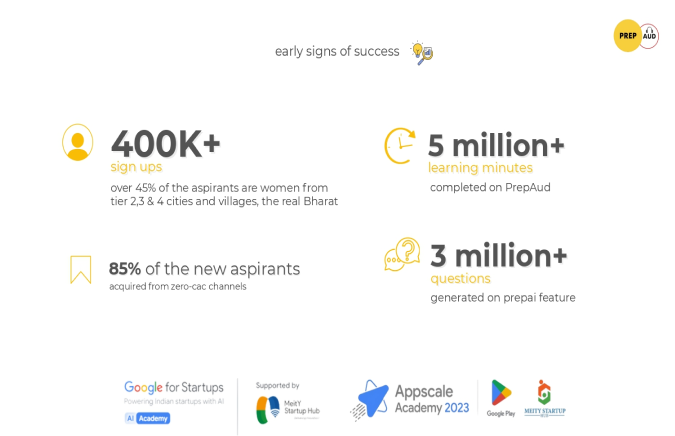 PREP AUD
early signs of success
400K+
sign ups
over 45% of the aspirants are women from
tier 2,3 & 4 cities and villages, the real Bharat
5 million+
learning minutes
completed on PrepAud
85% of the new aspirants
acquired from zero-cac channels
3 million+
questions
generated on prepai feature
Google for Startups
Powering Indian startups with AI
AI Academy
Supported by
MeitY
Startup Hub
Appscale
Academy 2023
Google Play
MEITY STARTUP